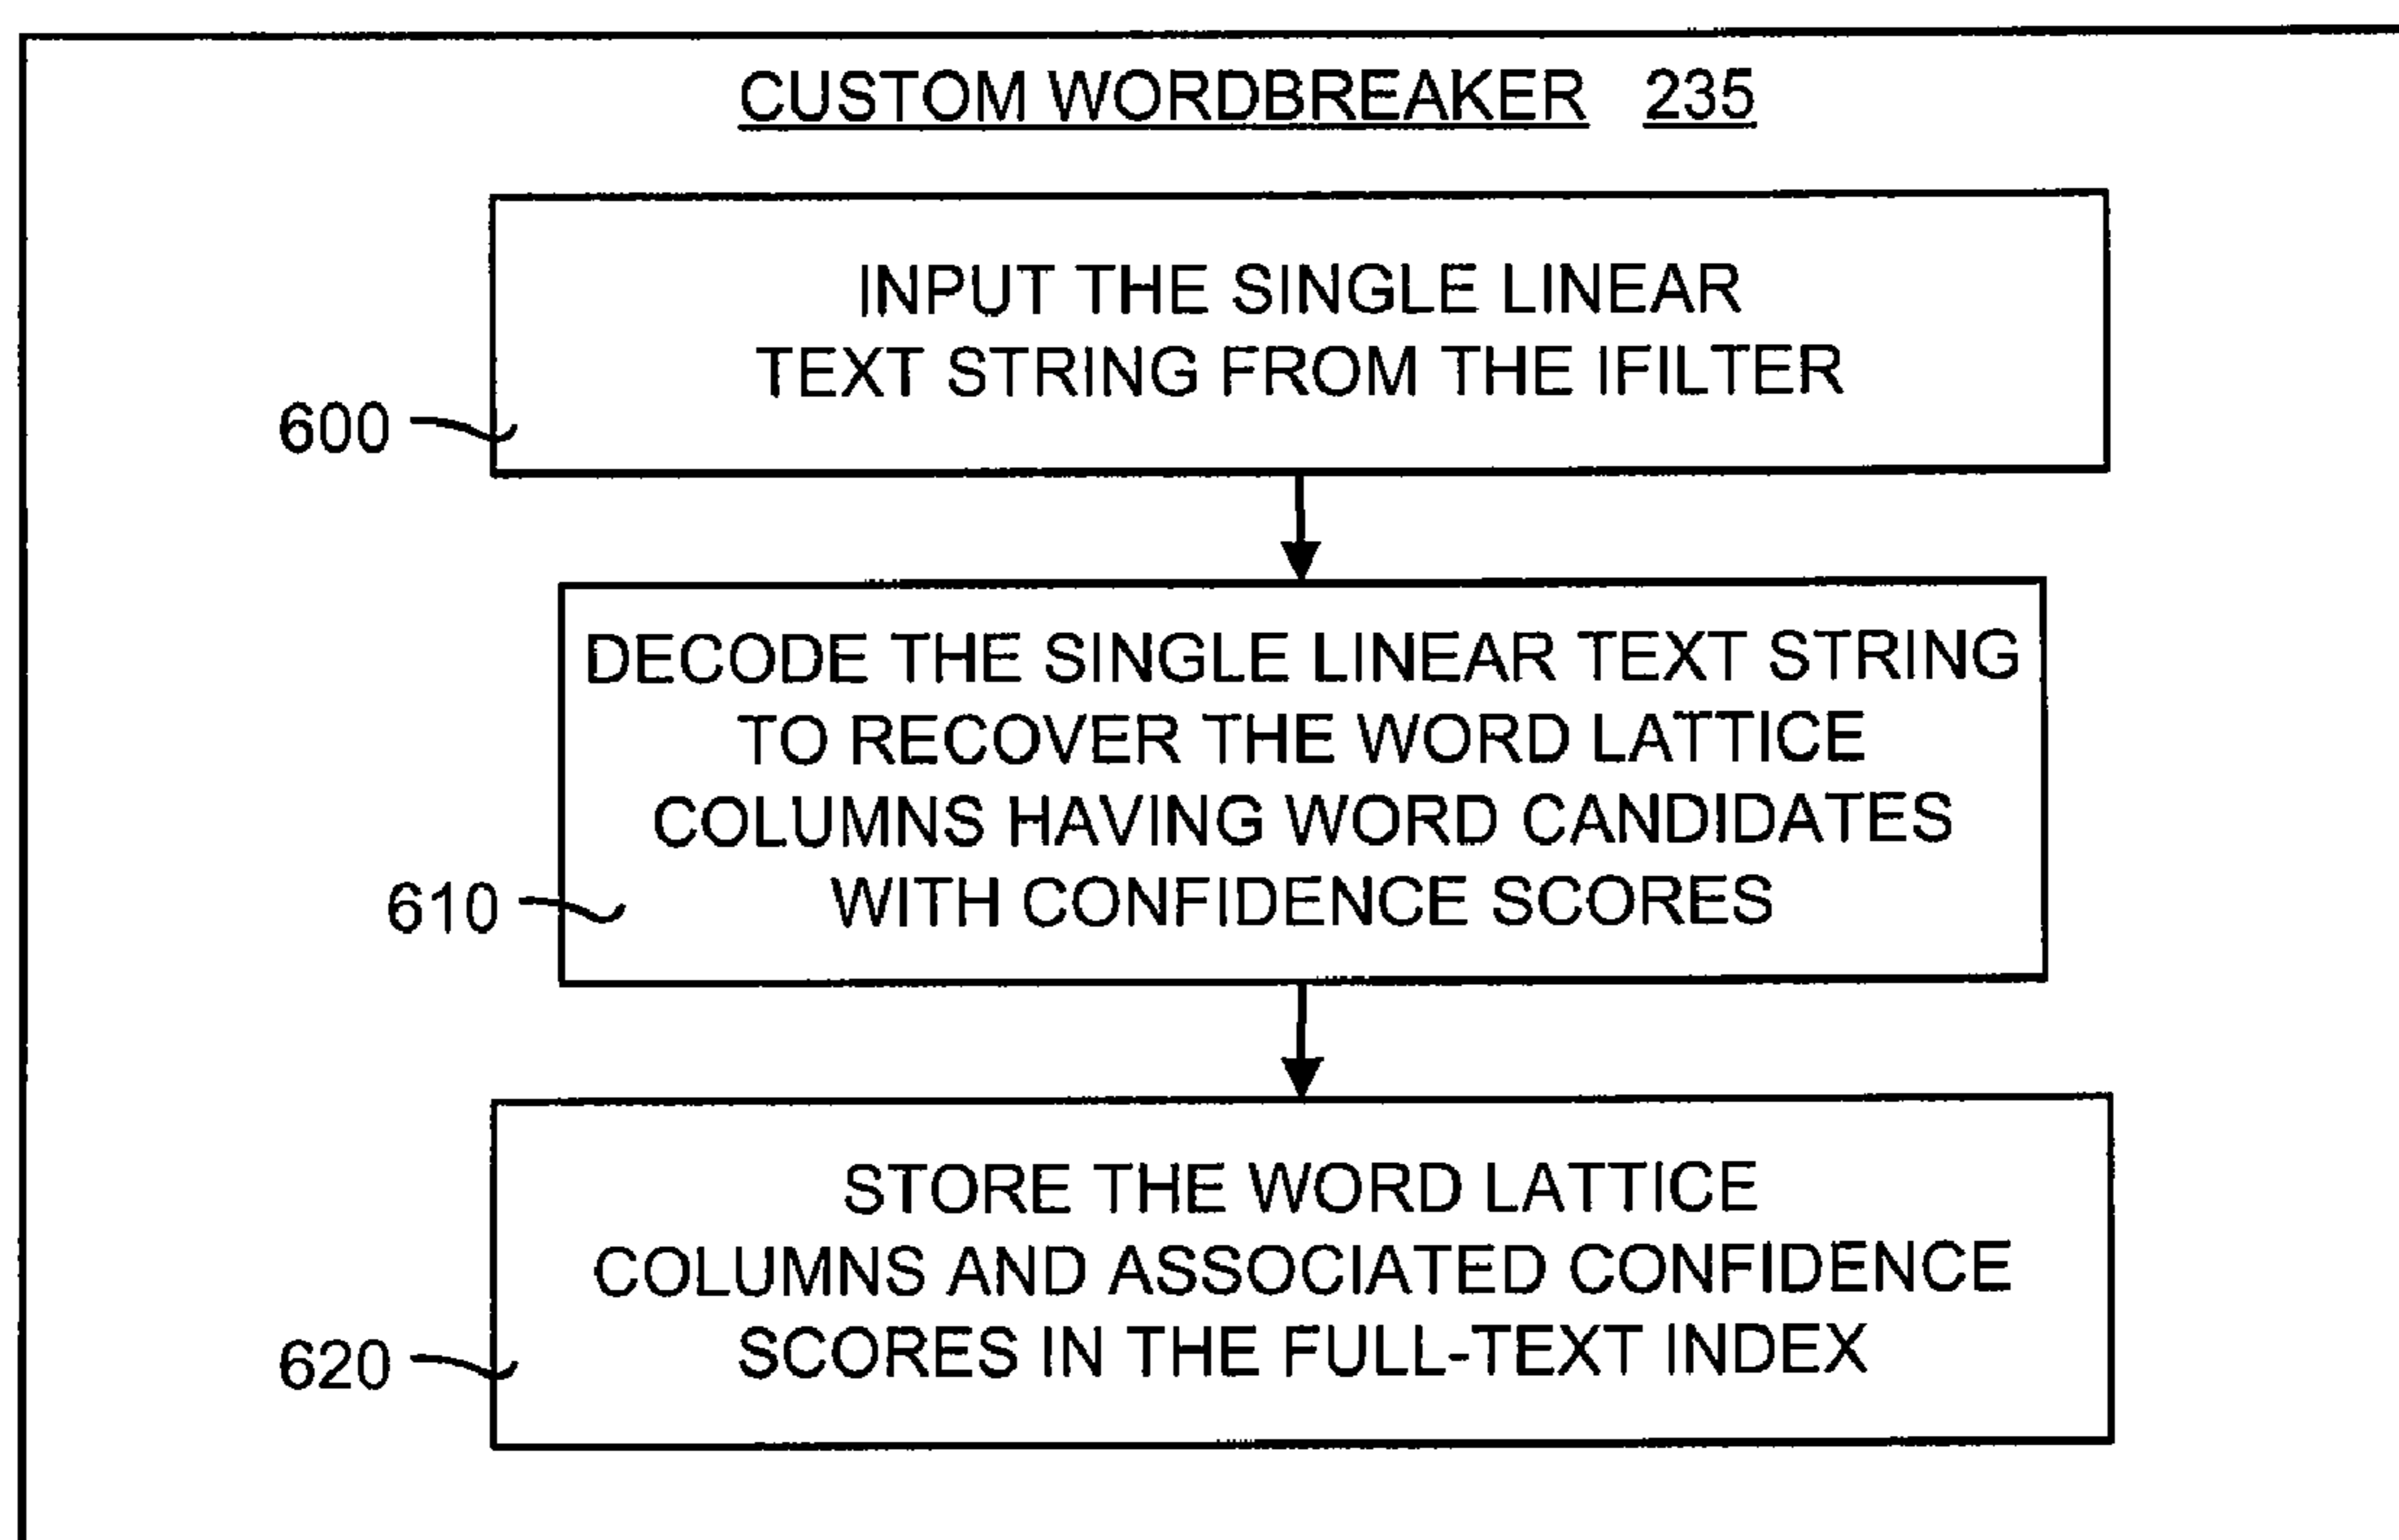 CUSTOM WORDBREAKER 235
INPUT THE SINGLE LINEAR
TEXT STRING FROM THE IFILTER
600
DECODE THE SINGLE LINEAR TEXT STRING
TO RECOVER THE WORD LATTICE
COLUMNS HAVING WORD CANDIDATES
WITH CONFIDENCE SCORES
610
STORE THE WORD LATTICE
COLUMNS AND ASSOCIATED CONFIDENCE
SCORES IN THE FULL-TEXT INDEX
620